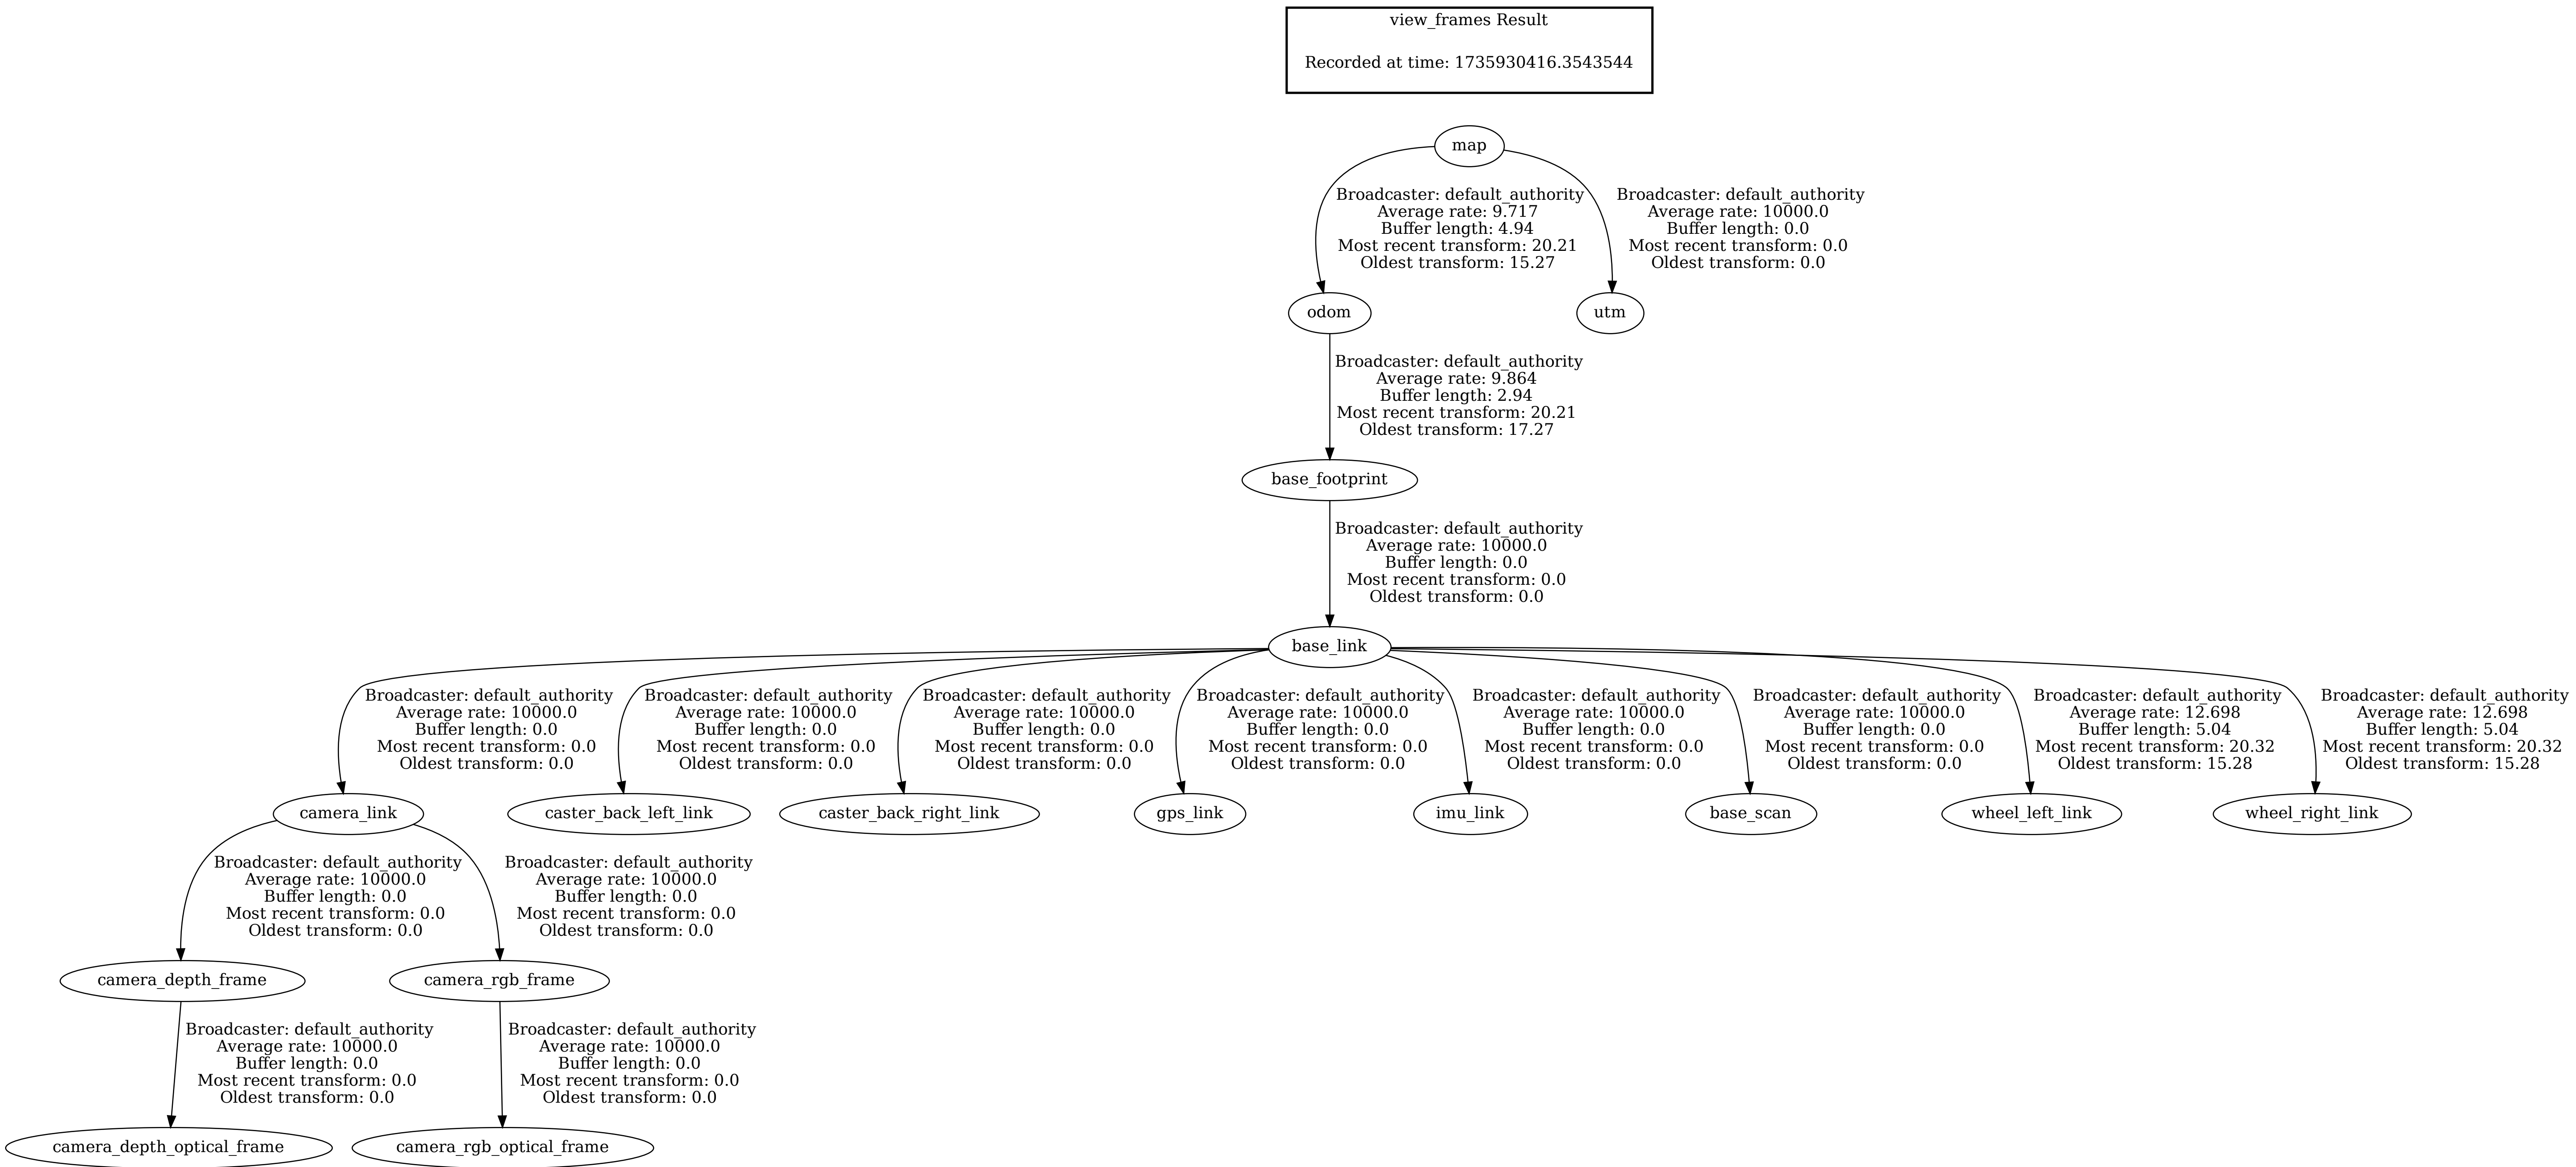 view_frames Result
Recorded at time: 1735930416.3543544
map
Broadcaster: default_authority
Average rate: 9.717
Buffer length: 4.94
Most recent transform: 20.21
Oldest transform: 15.27
Broadcaster: default_authority
Average rate: 10000.0
Buffer length: 0.0
Most recent transform: 0.0
Oldest transform: 0.0
odom
utm
Broadcaster: default_authority
Average rate: 9.864
Buffer length: 2.94
Most recent transform: 20.21
Oldest transform: 17.27
base_footprint
Broadcaster: default_authority
Average rate: 10000.0
Buffer length: 0.0
Most recent transform: 0.0
Oldest transform: 0.0
base_link
Broadcaster: default_authority
Average rate: 10000.0
Buffer length: 0.0
Most recent transform: 0.0
Oldest transform: 0.0
Broadcaster: default_authority
Average rate: 10000.0
Buffer length: 0.0
Most recent transform: 0.0
Oldest transform: 0.0
Broadcaster: default_authority
Average rate: 10000.0
Buffer length: 0.0
Most recent transform: 0.0
Oldest transform: 0.0
Broadcaster: default_authority
Average rate: 10000.0
Buffer length: 0.0
Most recent transform: 0.0
Oldest transform: 0.0
Broadcaster: default_authority
Average rate: 10000.0
Buffer length: 0.0
Most recent transform: 0.0
Oldest transform: 0.0
Broadcaster: default_authority
Average rate: 10000.0
Buffer length: 0.0
Most recent transform: 0.0
Oldest transform: 0.0
Broadcaster: default_authority
Average rate: 12.698
Buffer length: 5.04
Most recent transform: 20.32
Oldest transform: 15.28
Broadcaster: default_authority
Average rate: 12.698
Buffer length: 5.04
Most recent transform: 20.32
Oldest transform: 15.28
camera_link
caster_back_left_link
caster_back_right_link
gps_link
imu_link
base_scan
wheel_left_link
wheel_right_link
Broadcaster: default_authority
Average rate: 10000.0
Buffer length: 0.0
Most recent transform: 0.0
Oldest transform: 0.0
Broadcaster: default_authority
Average rate: 10000.0
Buffer length: 0.0
Most recent transform: 0.0
Oldest transform: 0.0
camera_depth_frame
camera_rgb_frame
Broadcaster: default_authority
Average rate: 10000.0
Buffer length: 0.0
Most recent transform: 0.0
Oldest transform: 0.0
Broadcaster: default_authority
Average rate: 10000.0
Buffer length: 0.0
Most recent transform: 0.0
Oldest transform: 0.0
camera_depth_optical_frame
camera_rgb_optical_frame